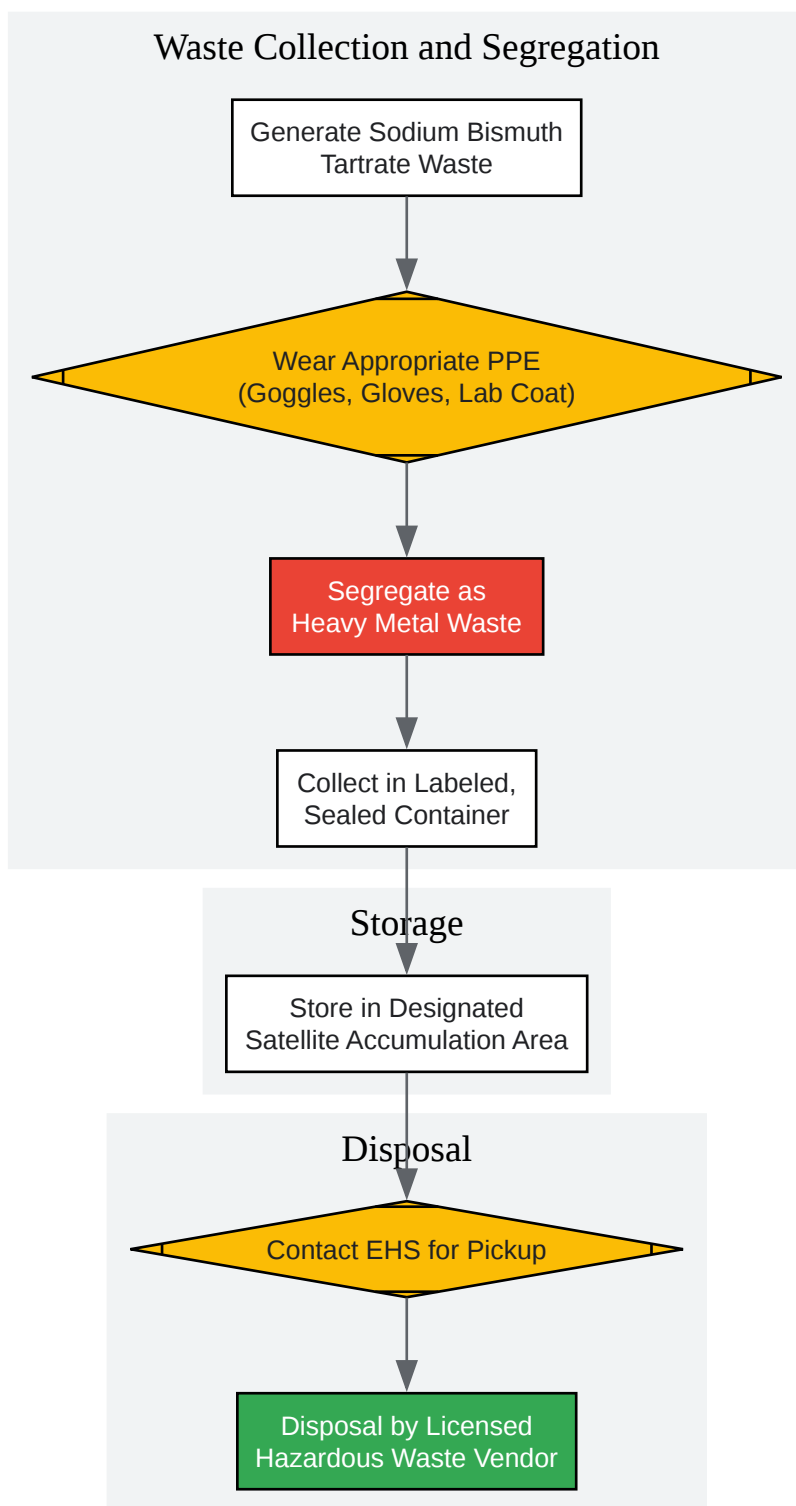 Waste Collection and Segregation
Generate Sodium Bismuth
Tartrate Waste
Wear Appropriate PPE
(Goggles, Gloves, Lab Coat)
Segregate as
Heavy Metal Waste
Collect in Labeled,
Sealed Container
Storage
Store in Designated
Satellite Accumulation Area
Disposal
Contact EHS for Pickup
Disposal by Licensed
Hazardous Waste Vendor